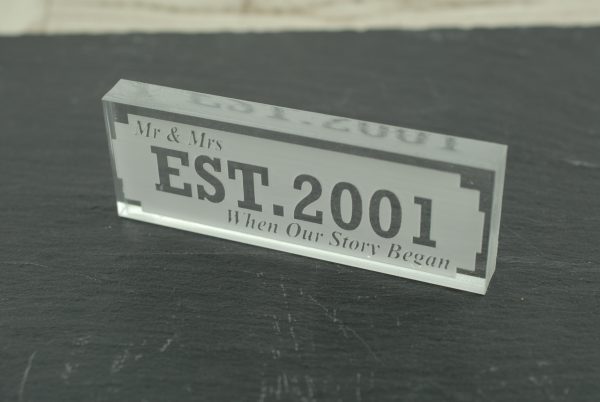 Mr & Mrs
EST.2001
When Our Story Began